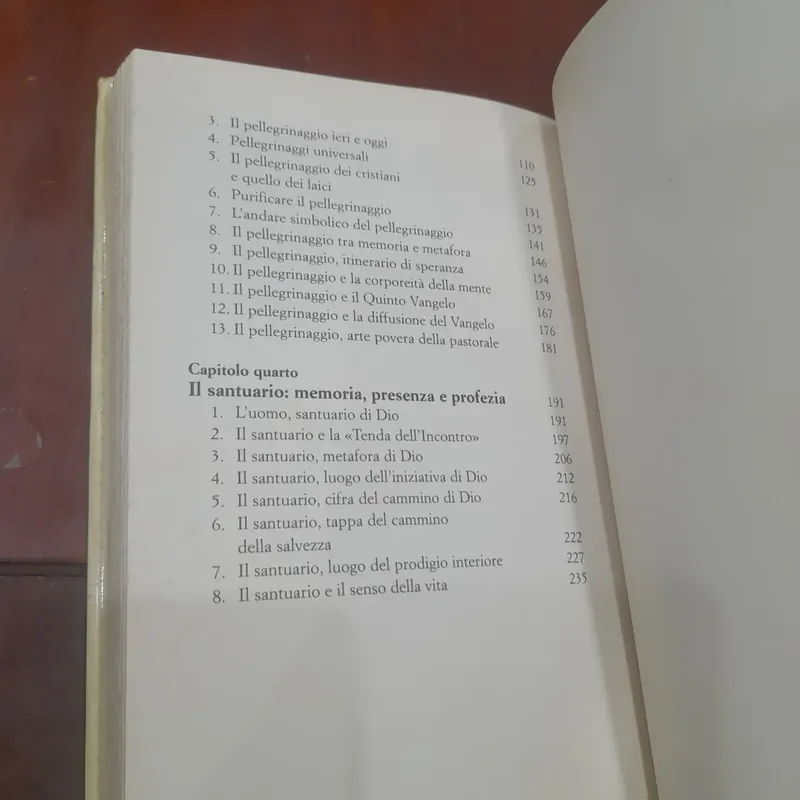 3. Il pellegrinaggio ieri e oggi 110
4. Pellegrinaggi universali 125
5. Il pellegrinaggio dei cristiani
e quello dei laici 131
6. Purificare il pellegrinaggio 135
7. L'andare simbolico del pellegrinaggio 141
8. Il pellegrinaggio tra memoria e metafora 146
9. Il pellegrinaggio, itinerario di speranza 154
10. Il pellegrinaggio e la corporeità della mente 159
11. Il pellegrinaggio e il Quinto Vangelo 167
12. Il pellegrinaggio e la diffusione del Vangelo 176
13. Il pellegrinaggio, arte povera della pastorale 181
Capitolo quarto
Il santuario: memoria, presenza e profezia 191
1. L'uomo, santuario di Dio 191
2. Il santuario e la «Tenda dell'Incontro» 197
3. Il santuario, metafora di Dio 206
4. Il santuario, luogo dell'iniziativa di Dio 212
5. Il santuario, cifra del cammino di Dio 216
6. Il santuario, tappa del cammino
della salvezza 222
7. Il santuario, luogo del prodigio interiore 227
8. Il santuario e il senso della vita 235